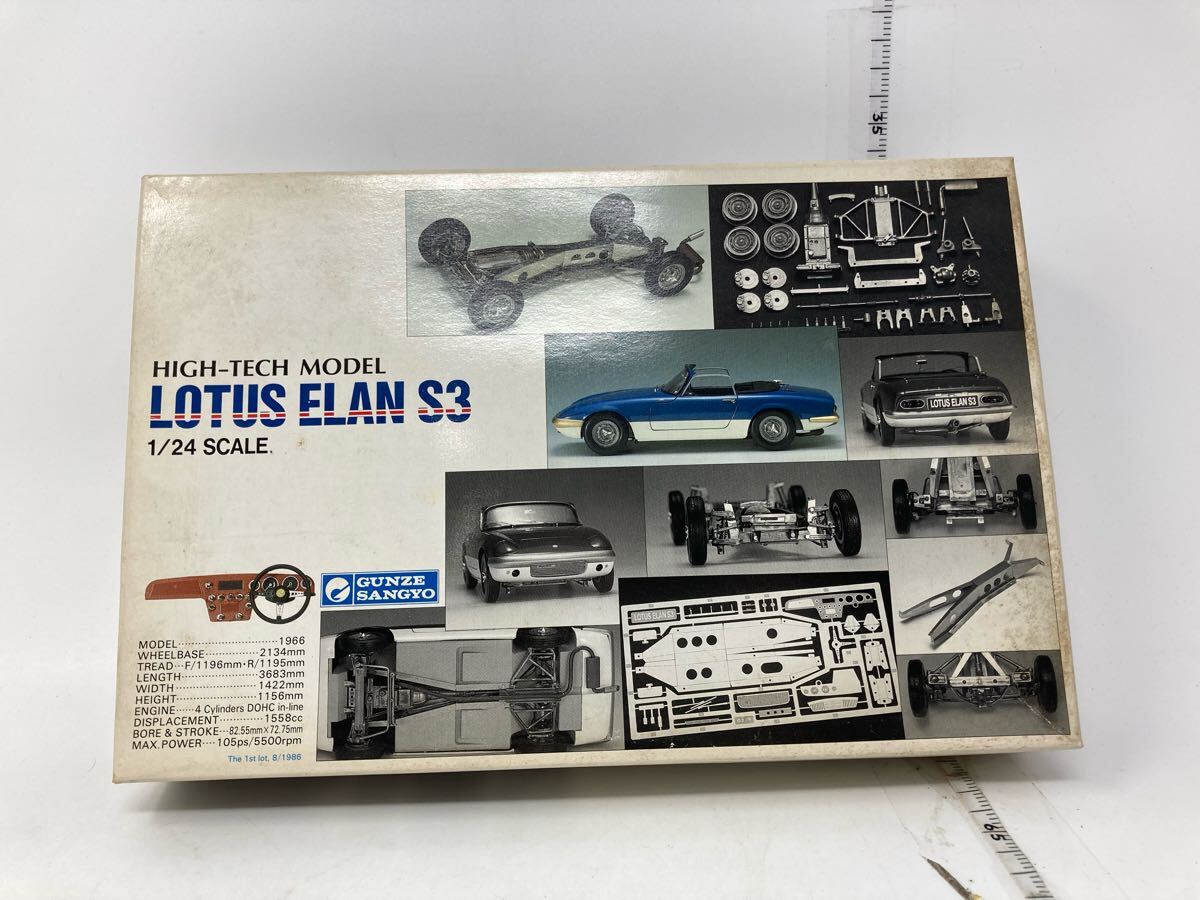 HIGH-TECH MODEL
LOTUS ELAN S3
1/24 SCALE.
GUNZE
SANGYO
MODEL····························1966
WHEELBASE················2134mm
TREAD···F/1196mm·R/1195mm
LENGTH······················3683mm
WIDTH························1422mm
HEIGHT······················1156mm
ENGINE·····4 Cylinders DOHC in-line
DISPLACEMENT·············1558cc
BORE & STROKE···82.55mm×72.75mm
MAX. POWER····105ps/5500rpm
The 1st lot, 8/1986
LOTUS ELAN S3
LOTUS ELAN S3
35
65